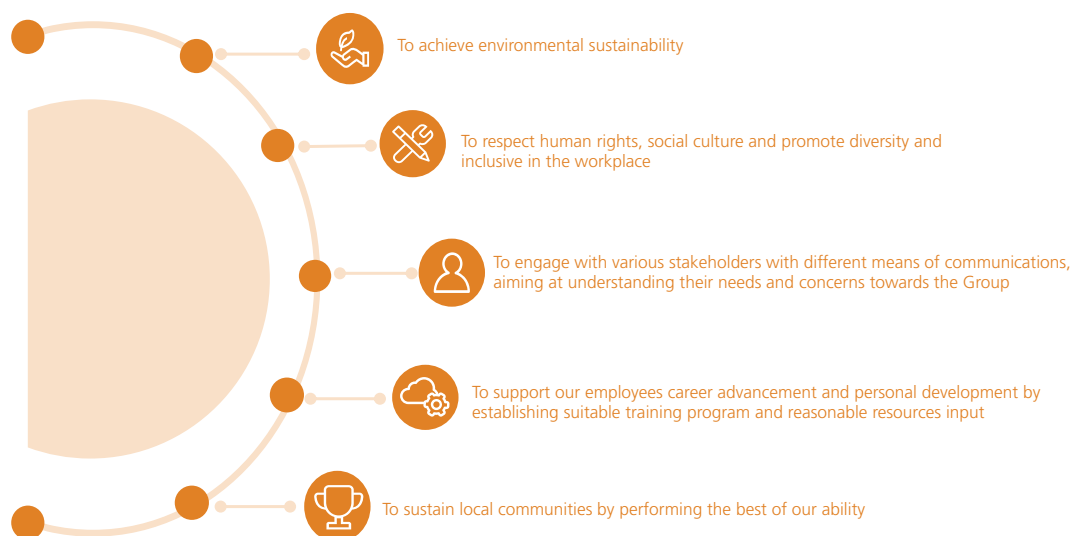 To achieve environmental sustainability
To respect human rights, social culture and promote diversity and
inclusive in the workplace
To engage with various stakeholders with different means of communications,
aiming at understanding their needs and concerns towards the Group
To support our employees career advancement and personal development by
establishing suitable training program and reasonable resources input
To sustain local communities by performing the best of our ability